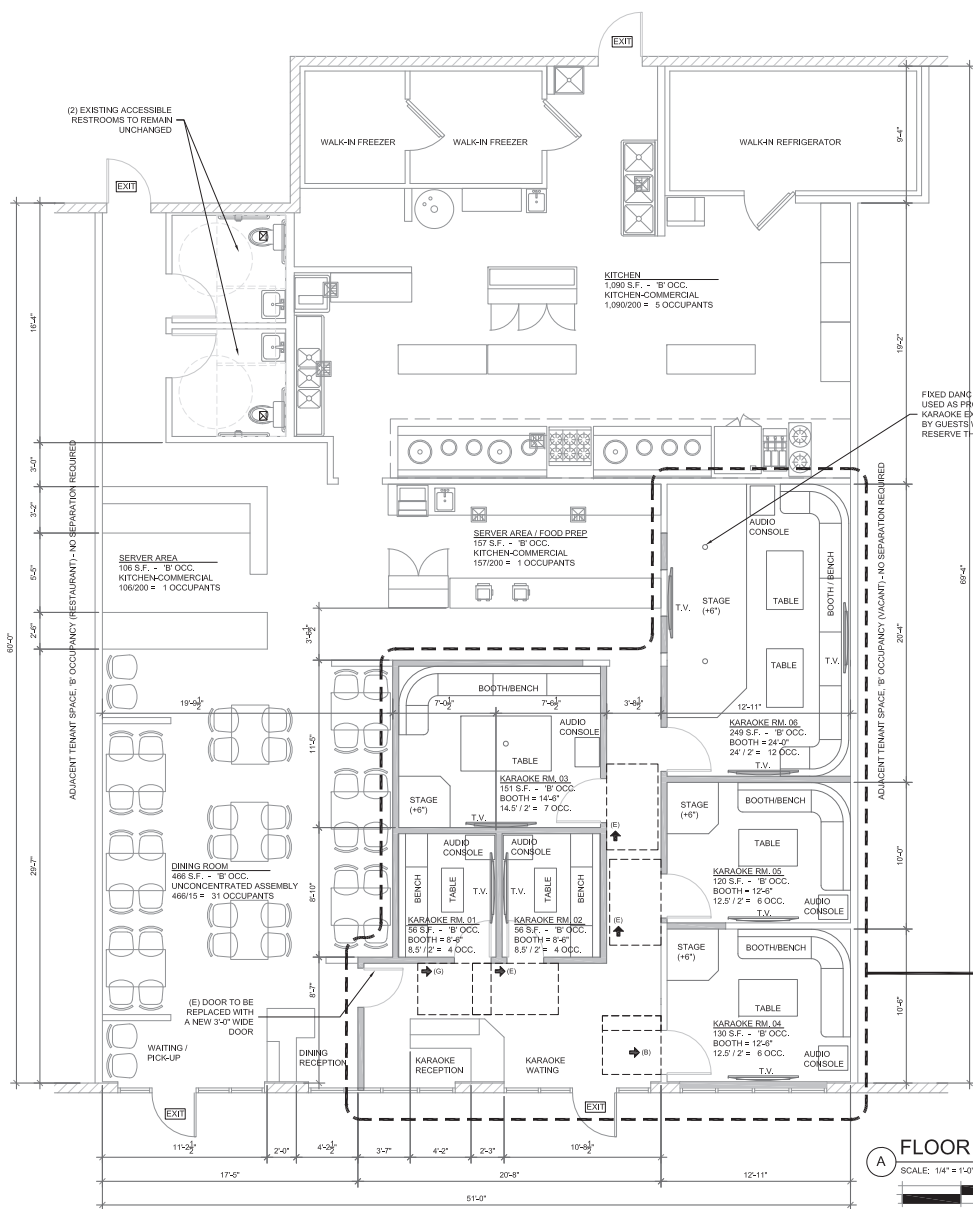 EXIT
(2) EXISTING ACCESSIBLE
RESTROOMS TO REMAIN
UNCHANGED
WALK-IN FREEZER
WALK-IN FREEZER
WALK-IN REFRIGERATOR
9'-4"
EXIT
KITCHEN
1,090 S.F. - 'B' OCC.
KITCHEN-COMMERCIAL
1,090/200 = 5 OCCUPANTS
16'-4"
19'-2"
FIXED DANC
USED AS PR
KARAOKE E
BY GUESTS
RESERVE TH
3'-0"
3'-2"
5'-5"
2'-6"
60'-0"
69'-4"
ADJACENT TENANT SPACE, 'B' OCCUPANCY (RESTAURANT) - NO SEPARATION REQUIRED
ADJACENT TENANT SPACE, 'B' OCCUPANCY (VACANT) - NO SEPARATION REQUIRED
SERVER AREA
106 S.F. - 'B' OCC.
KITCHEN-COMMERCIAL
106/200 = 1 OCCUPANTS
SERVER AREA / FOOD PREP
157 S.F. - 'B' OCC.
KITCHEN-COMMERCIAL
157/200 = 1 OCCUPANTS
AUDIO
CONSOLE
STAGE
(+6")
TABLE
BOOTH / BENCH
T.V.
TABLE
T.V.
20'-4"
3'-6½"
19'-9½"
7'-0½"
7'-6½"
3'-8½"
12'-11"
KARAOKE RM. 06
249 S.F. - 'B' OCC.
BOOTH = 24'-0"
24' / 2' = 12 OCC.
T.V.
BOOTH/BENCH
AUDIO
CONSOLE
TABLE
STAGE
(+6")
KARAOKE RM. 03
151 S.F. - 'B' OCC.
BOOTH = 14'-6"
14.5' / 2' = 7 OCC.
T.V.
11'-5"
(E)
STAGE
(+6")
BOOTH/BENCH
TABLE
KARAOKE RM. 05
120 S.F. - 'B' OCC.
BOOTH = 12'-6"
12.5' / 2' = 6 OCC.
AUDIO
CONSOLE
T.V.
10'-0"
29'-7"
DINING ROOM
466 S.F. - 'B' OCC.
UNCONCENTRATED ASSEMBLY
466/15 = 31 OCCUPANTS
8'-10"
AUDIO
CONSOLE
BENCH
TABLE
T.V.
KARAOKE RM. 01
56 S.F. - 'B' OCC.
BOOTH = 8'-6"
8.5' / 2' = 4 OCC.
AUDIO
CONSOLE
T.V.
TABLE
BENCH
KARAOKE RM. 02
56 S.F. - 'B' OCC.
BOOTH = 8'-6"
8.5' / 2' = 4 OCC.
(E)
STAGE
(+6")
BOOTH/BENCH
TABLE
KARAOKE RM. 04
130 S.F. - 'B' OCC.
BOOTH = 12'-6"
12.5' / 2' = 6 OCC.
AUDIO
CONSOLE
T.V.
10'-6"
8'-7"
(G)
(E)
(B)
(E) DOOR TO BE
REPLACED WITH
A NEW 3'-0" WIDE
DOOR
WAITING /
PICK-UP
DINING
RECEPTION
KARAOKE
RECEPTION
KARAOKE
WATING
EXIT
EXIT
11'-2½"
2'-0"
4'-2½"
3'-7"
4'-2"
2'-3"
10'-8½"
17'-5"
20'-8"
12'-11"
51'-0"
A
FLOOR
SCALE: 1/4" = 1'-0"